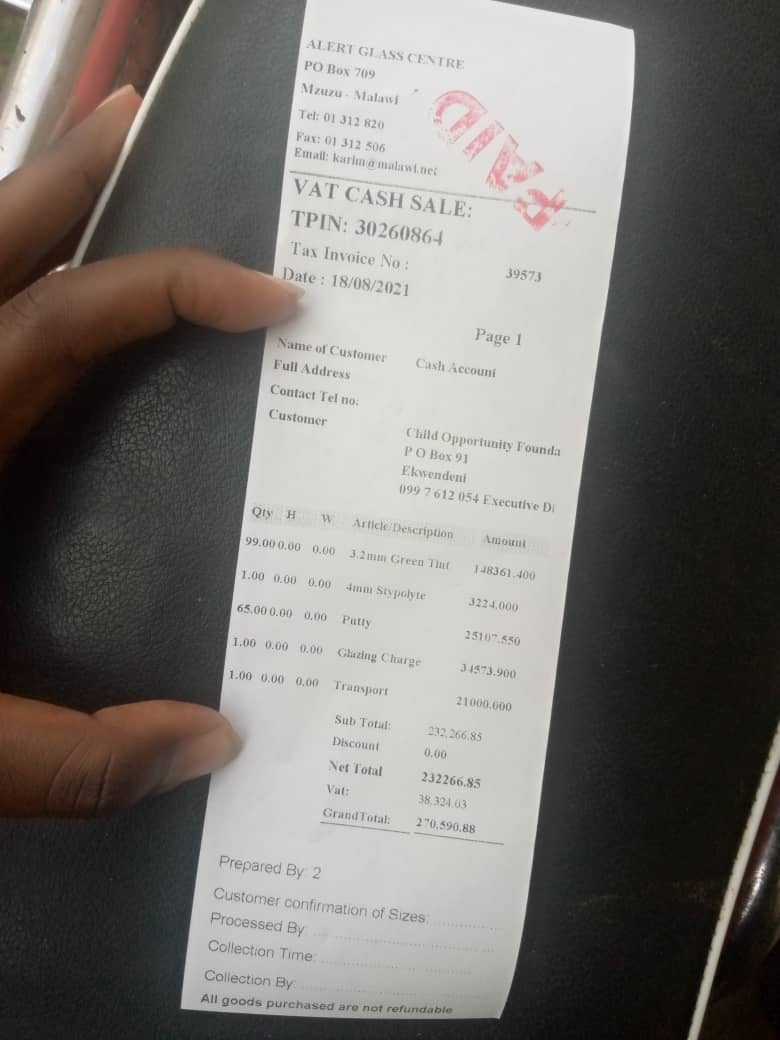 ALERT GLASS CENTRE
PO Box 709
Mzuzu - Malawi
PAID
Tel: 01 312 820
Fax: 01 312 506
Email: karim@malawi.net
VAT CASH SALE:
TPIN: 30260864
Tax Invoice No : 39573
Date : 18/08/2021
Page 1
Name of Customer Cash Account
Full Address
Contact Tel no:
Customer Child Opportunity Founda
P O Box 91
Ekwendeni
099 7 612 054 Executive Di
Qty H W Article/Description Amount
99.00 0.00 0.00 3.2mm Green Tint 148361.400
1.00 0.00 0.00 4mm Stypolyte 3224.000
65.00 0.00 0.00 Putty 25107.550
1.00 0.00 0.00 Glazing Charge 34573.900
1.00 0.00 0.00 Transport 21000.000
Sub Total: 232,266.85
Discount 0.00
Net Total 232266.85
Vat: 38,324.03
GrandTotal: 270,590.88
Prepared By: 2
Customer confirmation of Sizes: ................
Processed By ................
Collection Time: ................
Collection By: ................
All goods purchased are not refundable